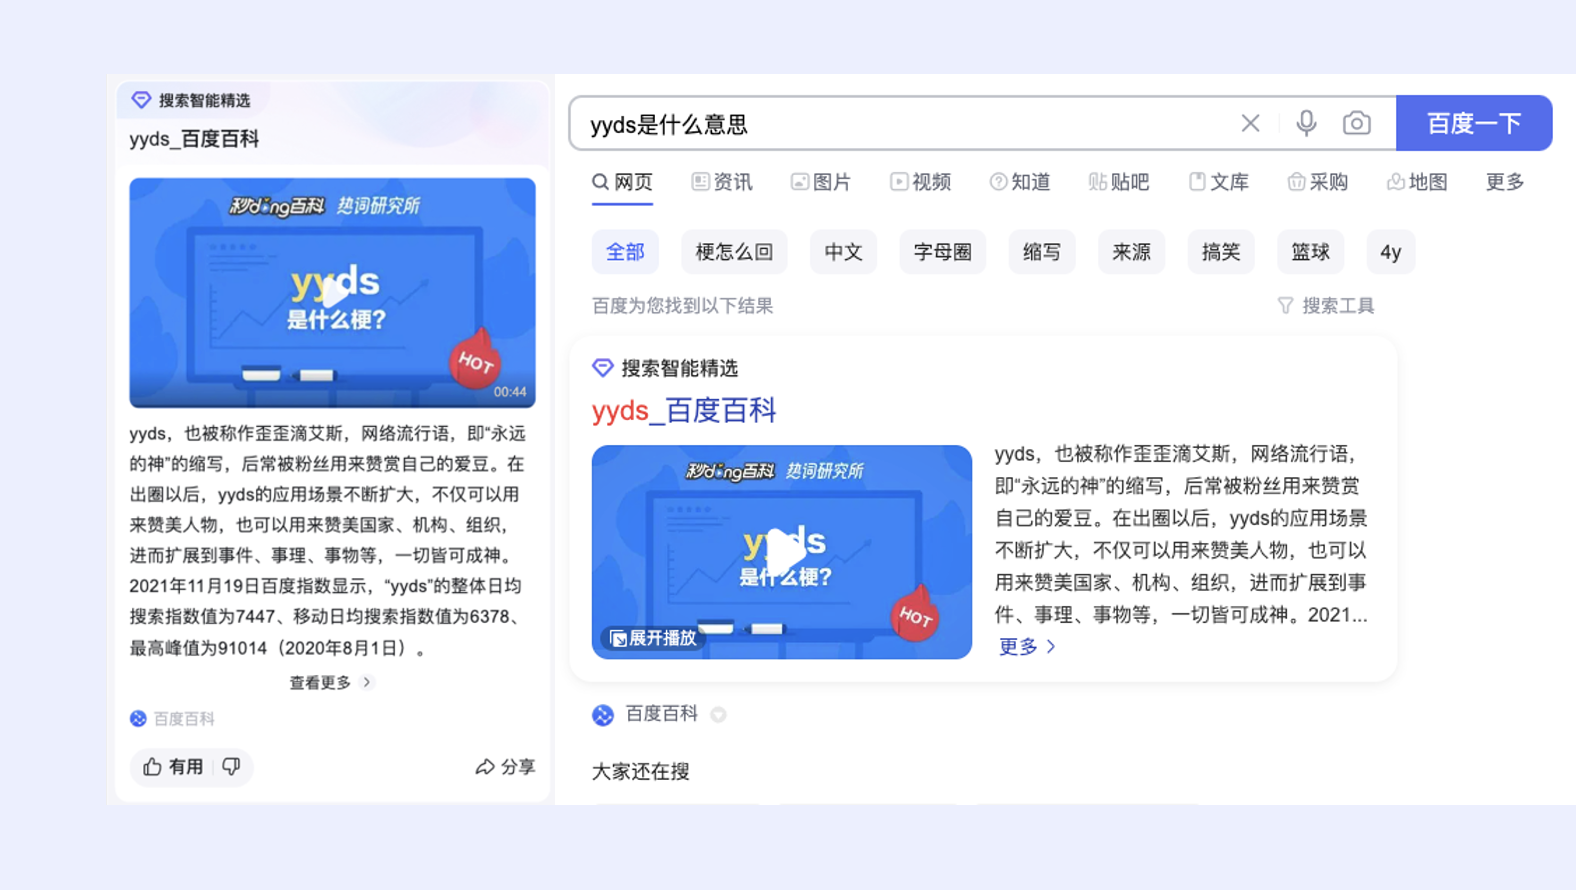 搜索智能精选
yyds_百度百科
秒dong百科 热词研究所
yyds
是什么梗?
HOT
00:44
yyds，也被称作歪歪滴艾斯，网络流行语，即“永远
的神”的缩写，后常被粉丝用来赞赏自己的爱豆。在
出圈以后，yyds的应用场景不断扩大，不仅可以用
来赞美人物，也可以用来赞美国家、机构、组织，
进而扩展到事件、事理、事物等，一切皆可成神。
2021年11月19日百度指数显示，“yyds”的整体日均
搜索指数值为7447、移动日均搜索指数值为6378、
最高峰值为91014（2020年8月1日）。
查看更多
百度百科
有用
分享
yyds是什么意思
百度一下
网页 资讯 图片 视频 知道 贴吧 文库 采购 地图 更多
全部 梗怎么回 中文 字母圈 缩写 来源 搞笑 篮球 4y
百度为您找到以下结果
搜索工具
搜索智能精选
yyds_百度百科
秒dong百科 热词研究所
yyds
是什么梗?
HOT
展开播放
yyds，也被称作歪歪滴艾斯，网络流行语，
即“永远的神”的缩写，后常被粉丝用来赞赏
自己的爱豆。在出圈以后，yyds的应用场景
不断扩大，不仅可以用来赞美人物，也可以
用来赞美国家、机构、组织，进而扩展到事
件、事理、事物等，一切皆可成神。2021...
更多
百度百科
大家还在搜